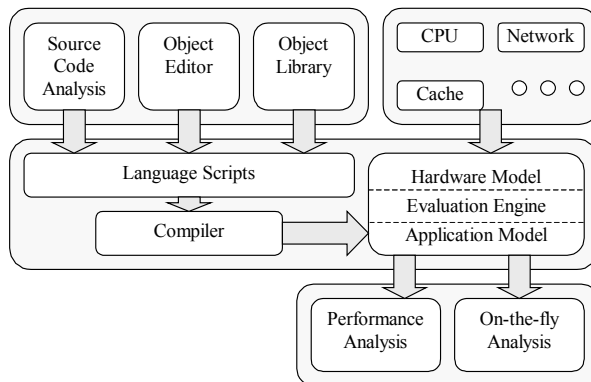 Source
Code
Analysis
Object
Editor
Object
Library
CPU
Network
Cache
Language Scripts
Compiler
Hardware Model
Evaluation Engine
Application Model
Performance
Analysis
On-the-fly
Analysis